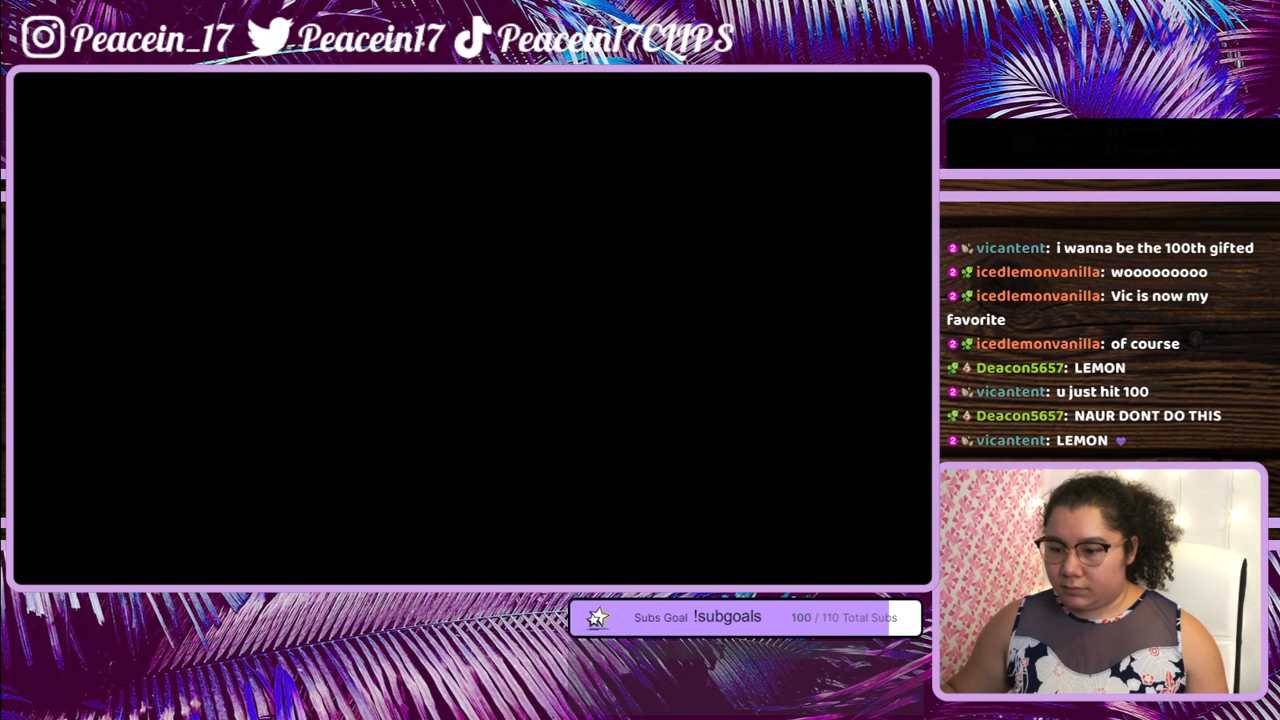 Peacein_17 Peacein17 Peacein17ClIPS
vicantent: i wanna be the 100th gifted
icedlemonvanilla: wooooooooo
icedlemonvanilla: Vic is now my
favorite
icedlemonvanilla: of course
Deacon5657: LEMON
vicantent: u just hit 100
Deacon5657: NAUR DONT DO THIS
vicantent: LEMON
Subs Goal !subgoals 100 / 110 Total Subs